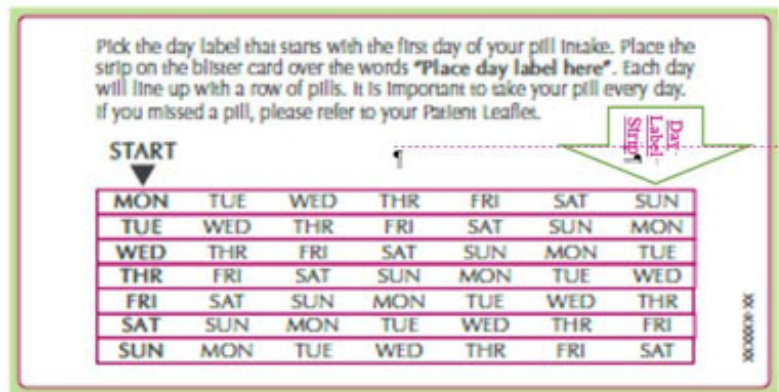 Pick the day label that starts with the first day of your pill intake. Place the
strip on the blister card over the words "Place day label here". Each day
will line up with a row of pills. It is important to take your pill every day.
If you missed a pill, please refer to your Patient Leaflet.
Day
Label
Strip¶
START
¶
MON TUE WED THR FRI SAT SUN
TUE WED THR FRI SAT SUN MON
WED THR FRI SAT SUN MON TUE
THR FRI SAT SUN MON TUE WED
FRI SAT SUN MON TUE WED THR
SAT SUN MON TUE WED THR FRI
SUN MON TUE WED THR FRI SAT